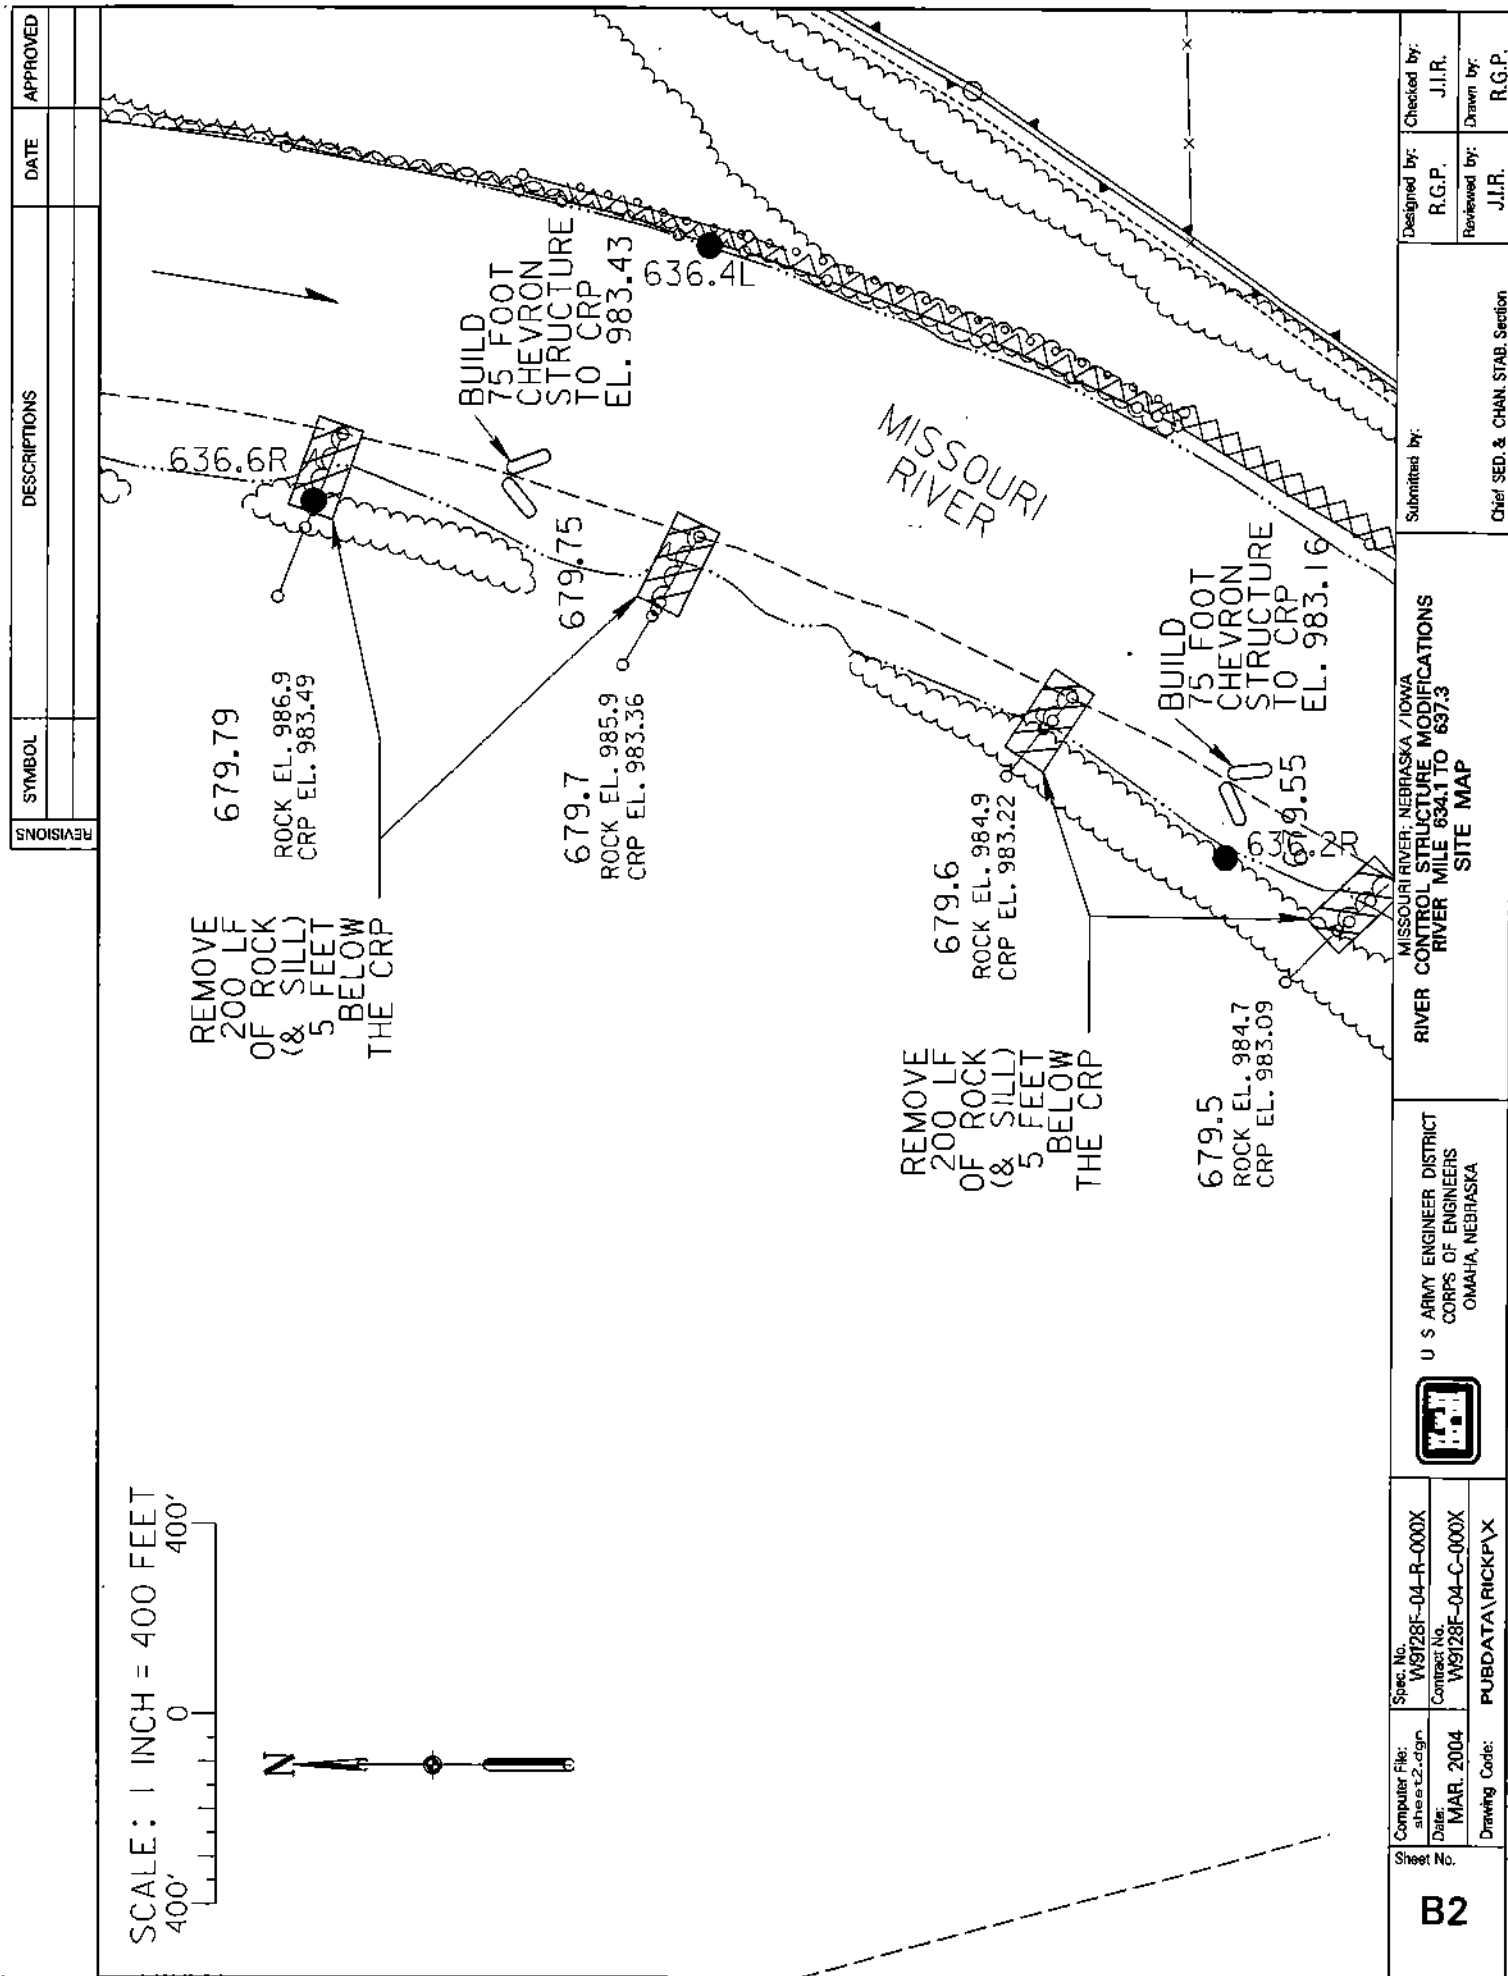 REVISIONS
SYMBOL
DESCRIPTIONS
DATE
APPROVED
SCALE: 1 INCH = 400 FEET
400'
0
400'
N
REMOVE
200 LF
OF ROCK
(& SILL)
5 FEET
BELOW
THE CRP
679.79
ROCK EL. 986.9
CRP EL. 983.49
636.6R
BUILD
75 FOOT
CHEVRON
STRUCTURE
TO CRP
EL. 983.43
679.75
636.4L
679.7
ROCK EL. 985.9
CRP EL. 983.36
MISSOURI
RIVER
REMOVE
200 LF
OF ROCK
(& SILL)
5 FEET
BELOW
THE CRP
679.6
ROCK EL. 984.9
CRP EL. 983.22
BUILD
75 FOOT
CHEVRON
STRUCTURE
TO CRP
EL. 983.16
679.55
636.2R
679.5
ROCK EL. 984.7
CRP EL. 983.09
Sheet No.
B2
Computer File:
sheet2.dgn
Date:
MAR. 2004
Spec. No.
W9128F-04-R-000X
Contract No.
W9128F-04-C-000X
Drawing Code:
PUBDATA\RICKP\X
U S ARMY ENGINEER DISTRICT
CORPS OF ENGINEERS
OMAHA, NEBRASKA
MISSOURI RIVER; NEBRASKA / IOWA
RIVER CONTROL STRUCTURE MODIFICATIONS
RIVER MILE 634.1 TO 637.3
SITE MAP
Submitted by:
Chief SED. & CHAN. STAB. Section
Designed by:
R.G.P.
Checked by:
J.I.R.
Reviewed by:
J.I.R.
Drawn by:
R.G.P.